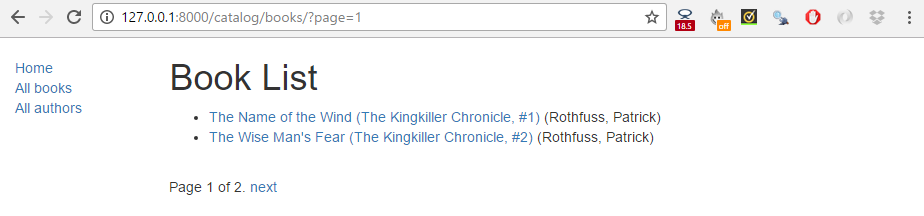 127.0.0.1:8000/catalog/books/?page=1
18.5
off
Home
All books
All authors
Book List
The Name of the Wind (The Kingkiller Chronicle, #1) (Rothfuss, Patrick)
The Wise Man's Fear (The Kingkiller Chronicle, #2) (Rothfuss, Patrick)
Page 1 of 2. next